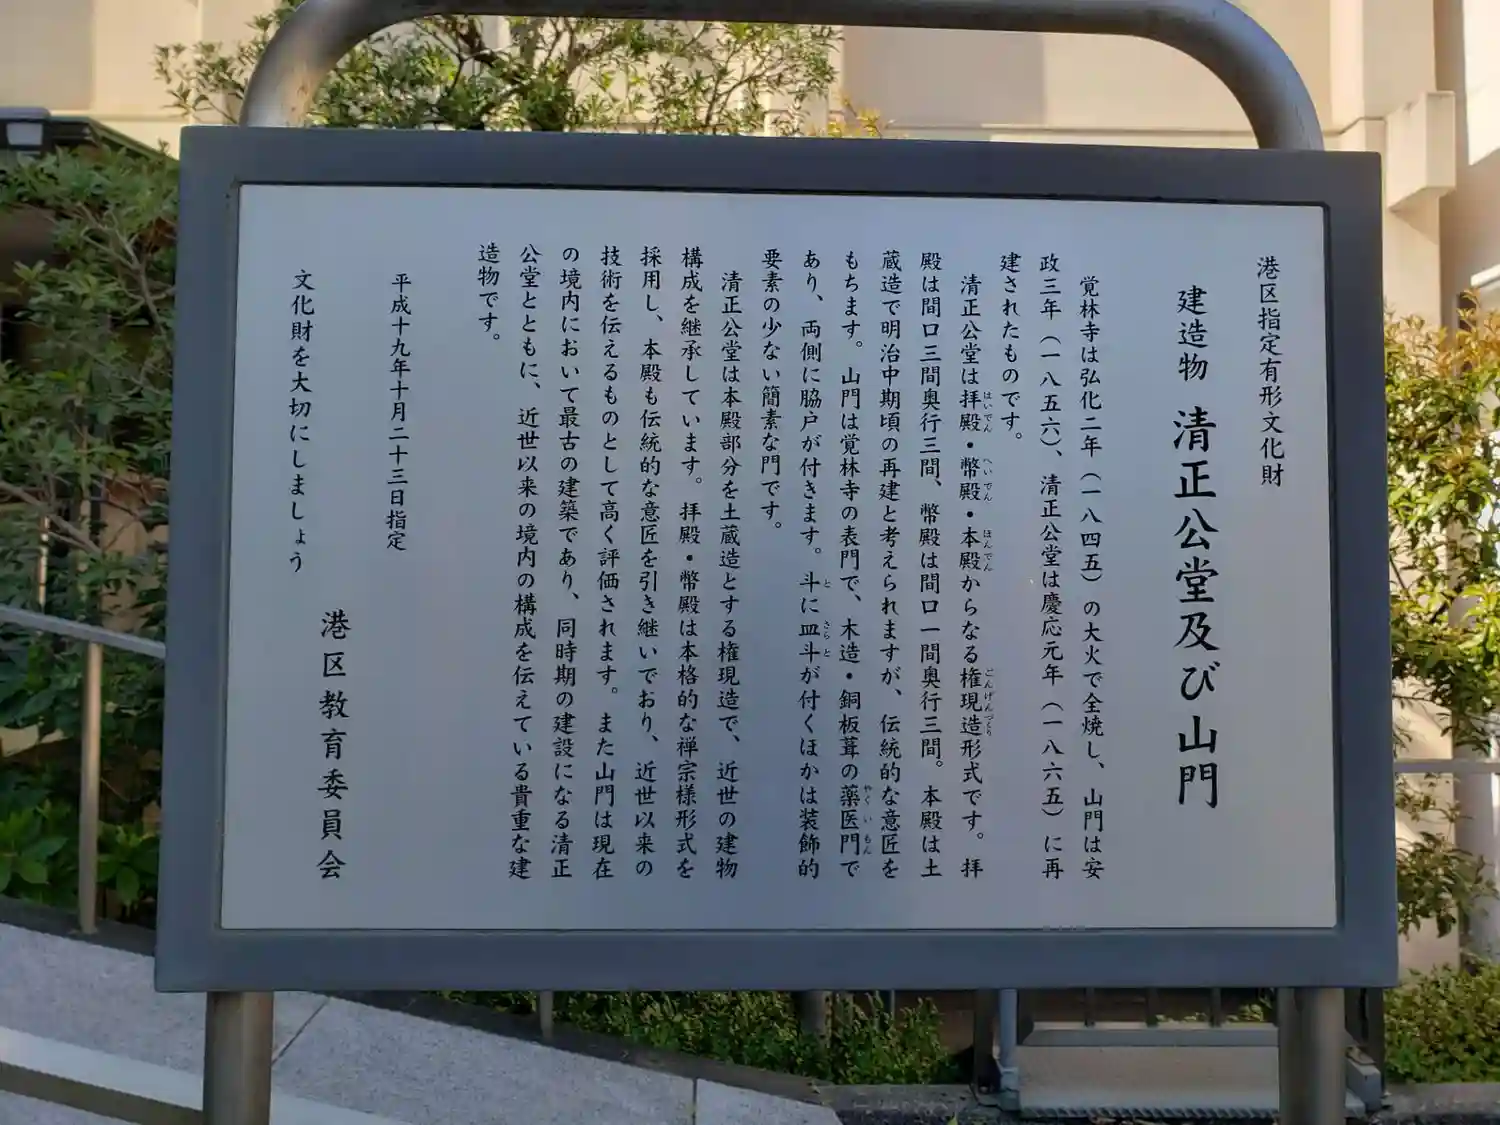 港区指定有形文化財
建造物 清正公堂及び山門
覚林寺は弘化二年（一八四五）の大火で全焼し、山門は安
政三年（一八五六）、清正公堂は慶応元年（一八六五）に再
建されたものです。
清正公堂は拝殿・幣殿・本殿からなる権現造形式です。拝
殿は間口三間奥行三間、幣殿は間口一間奥行三間。本殿は土
蔵造で明治中期頃の再建と考えられますが、伝統的な意匠を
もちます。山門は覚林寺の表門で、木造・銅板葺の薬医門で
あり、両側に脇戸が付きます。斗に皿斗が付くほかは装飾的
要素の少ない簡素な門です。
清正公堂は本殿部分を土蔵造とする権現造で、近世の建物
構成を継承しています。拝殿・幣殿は本格的な禅宗様形式を
採用し、本殿も伝統的な意匠を引き継いでおり、近世以来の
技術を伝えるものとして高く評価されます。また山門は現在
の境内において最古の建築であり、同時期の建設になる清正
公堂とともに、近世以来の境内の構成を伝えている貴重な建
造物です。
平成十九年十月二十三日指定
港区教育委員会
文化財を大切にしましょう